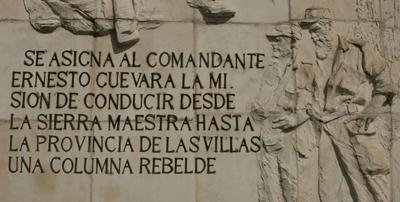 SE ASIGNA AL COMANDANTE
ERNESTO GUEVARA LA MI.
SION DE CONDUCIR DESDE
LA SIERRA MAESTRA HASTA
LA PROVINCIA DE LAS VILLAS
UNA COLUMNA REBELDE